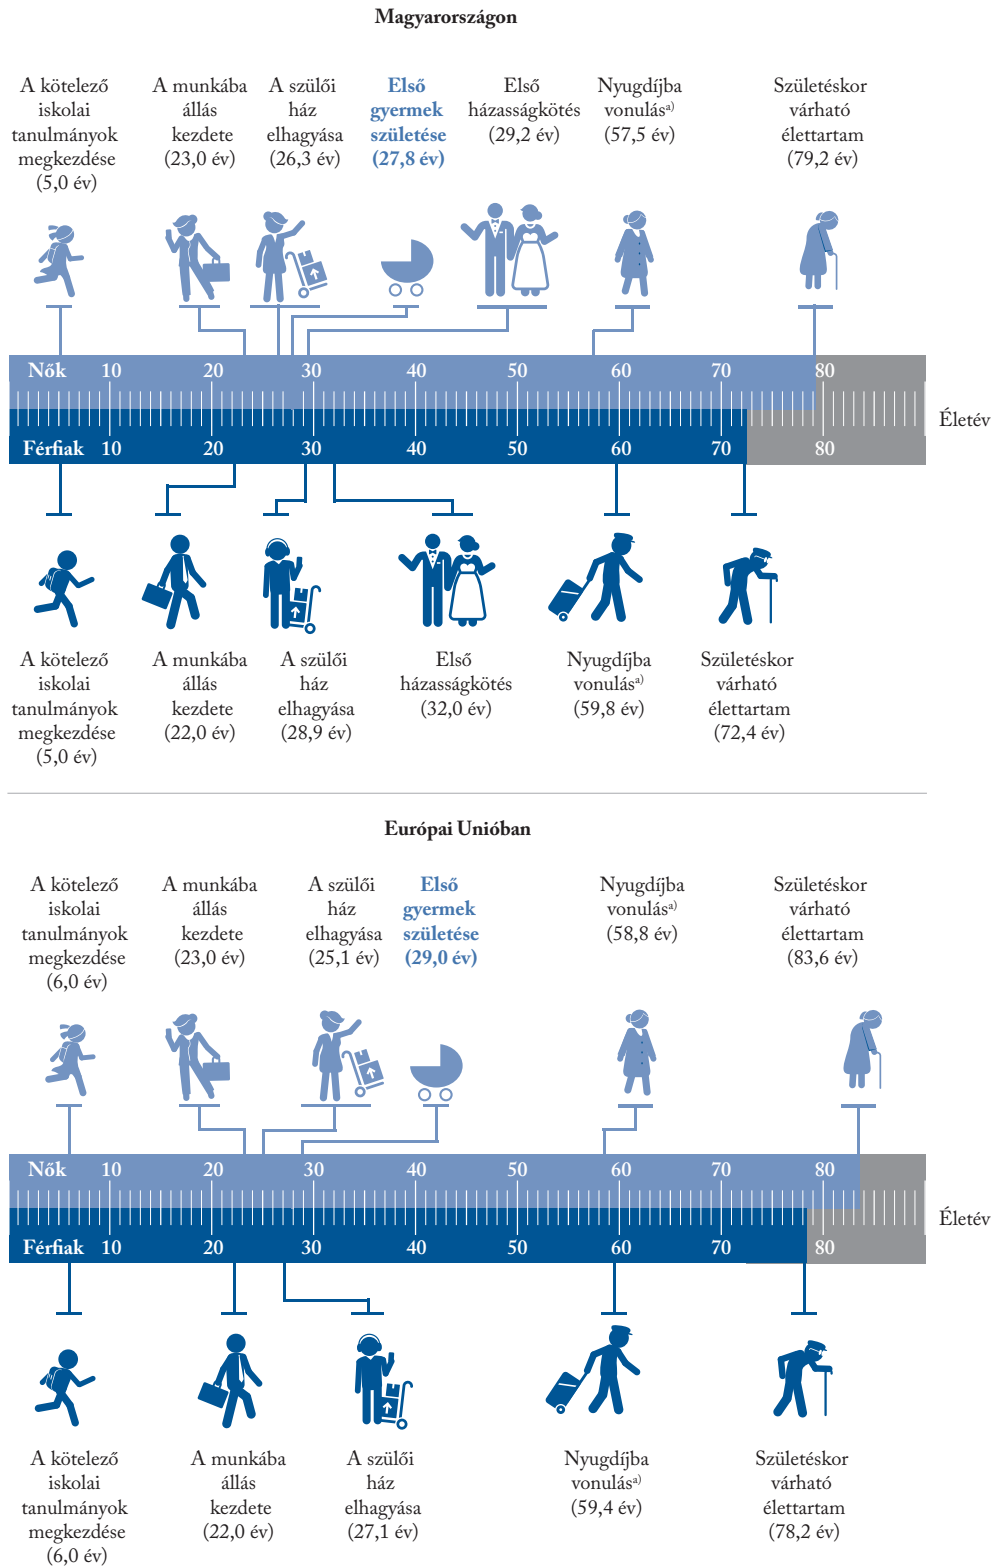 Magyarországon
A kötelező
iskolai
tanulmányok
megkezdése
(5,0 év)
A munkába
állás
kezdete
(23,0 év)
A szülői
ház
elhagyása
(26,3 év)
Első
gyermek
születése
(27,8 év)
Első
házasságkötés
(29,2 év)
Nyugdíjba
vonulás a)
(57,5 év)
Születéskor
várható
élettartam
(79,2 év)
Nők 10 20 30 40 50 60 70 80
Életév
Férfiak 10 20 30 40 50 60 70 80
A kötelező
iskolai
tanulmányok
megkezdése
(5,0 év)
A munkába
állás
kezdete
(22,0 év)
A szülői
ház
elhagyása
(28,9 év)
Első
házasságkötés
(32,0 év)
Nyugdíjba
vonulás a)
(59,8 év)
Születéskor
várható
élettartam
(72,4 év)
Európai Unióban
A kötelező
iskolai
tanulmányok
megkezdése
(6,0 év)
A munkába
állás
kezdete
(23,0 év)
A szülői
ház
elhagyása
(25,1 év)
Első
gyermek
születése
(29,0 év)
Nyugdíjba
vonulás a)
(58,8 év)
Születéskor
várható
élettartam
(83,6 év)
Nők 10 20 30 40 50 60 70 80
Életév
Férfiak 10 20 30 40 50 60 70 80
A kötelező
iskolai
tanulmányok
megkezdése
(6,0 év)
A munkába
állás
kezdete
(22,0 év)
A szülői
ház
elhagyása
(27,1 év)
Nyugdíjba
vonulás a)
(59,4 év)
Születéskor
várható
élettartam
(78,2 év)